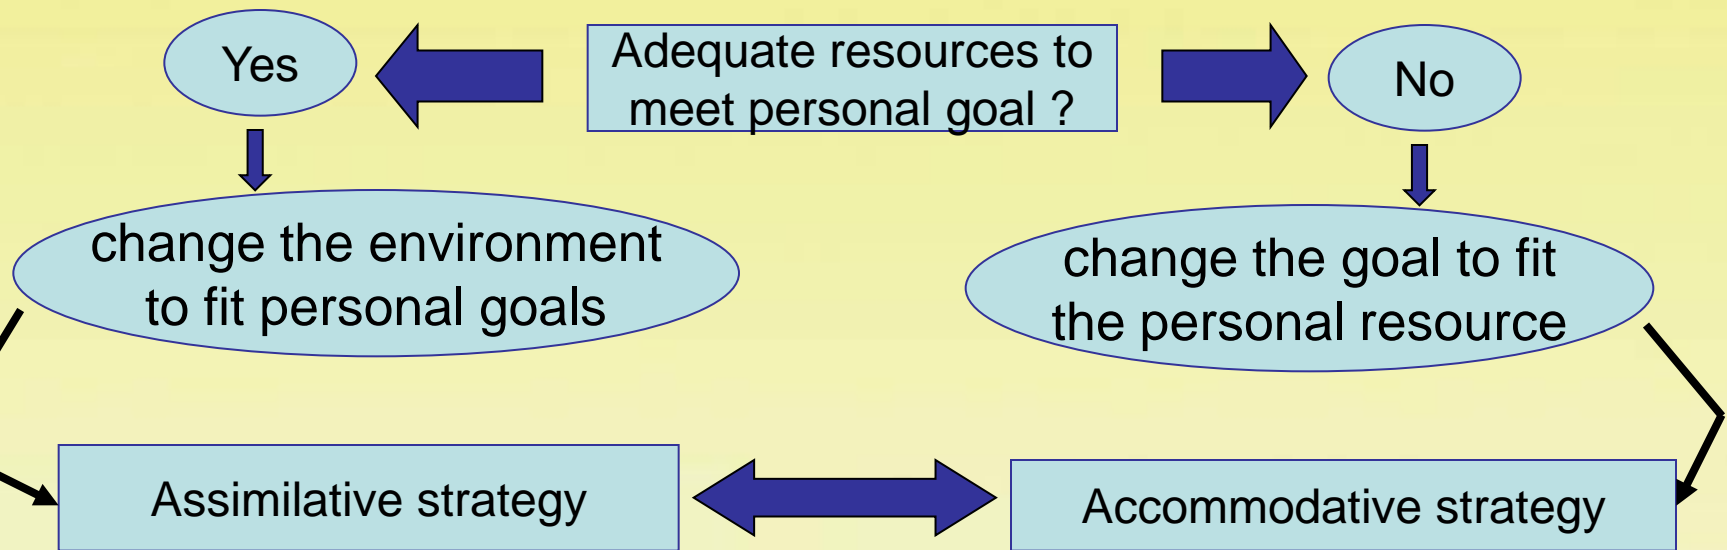 Yes
Adequate resources to
meet personal goal ?
No
change the environment
to fit personal goals
change the goal to fit
the personal resource
Assimilative strategy
Accommodative strategy